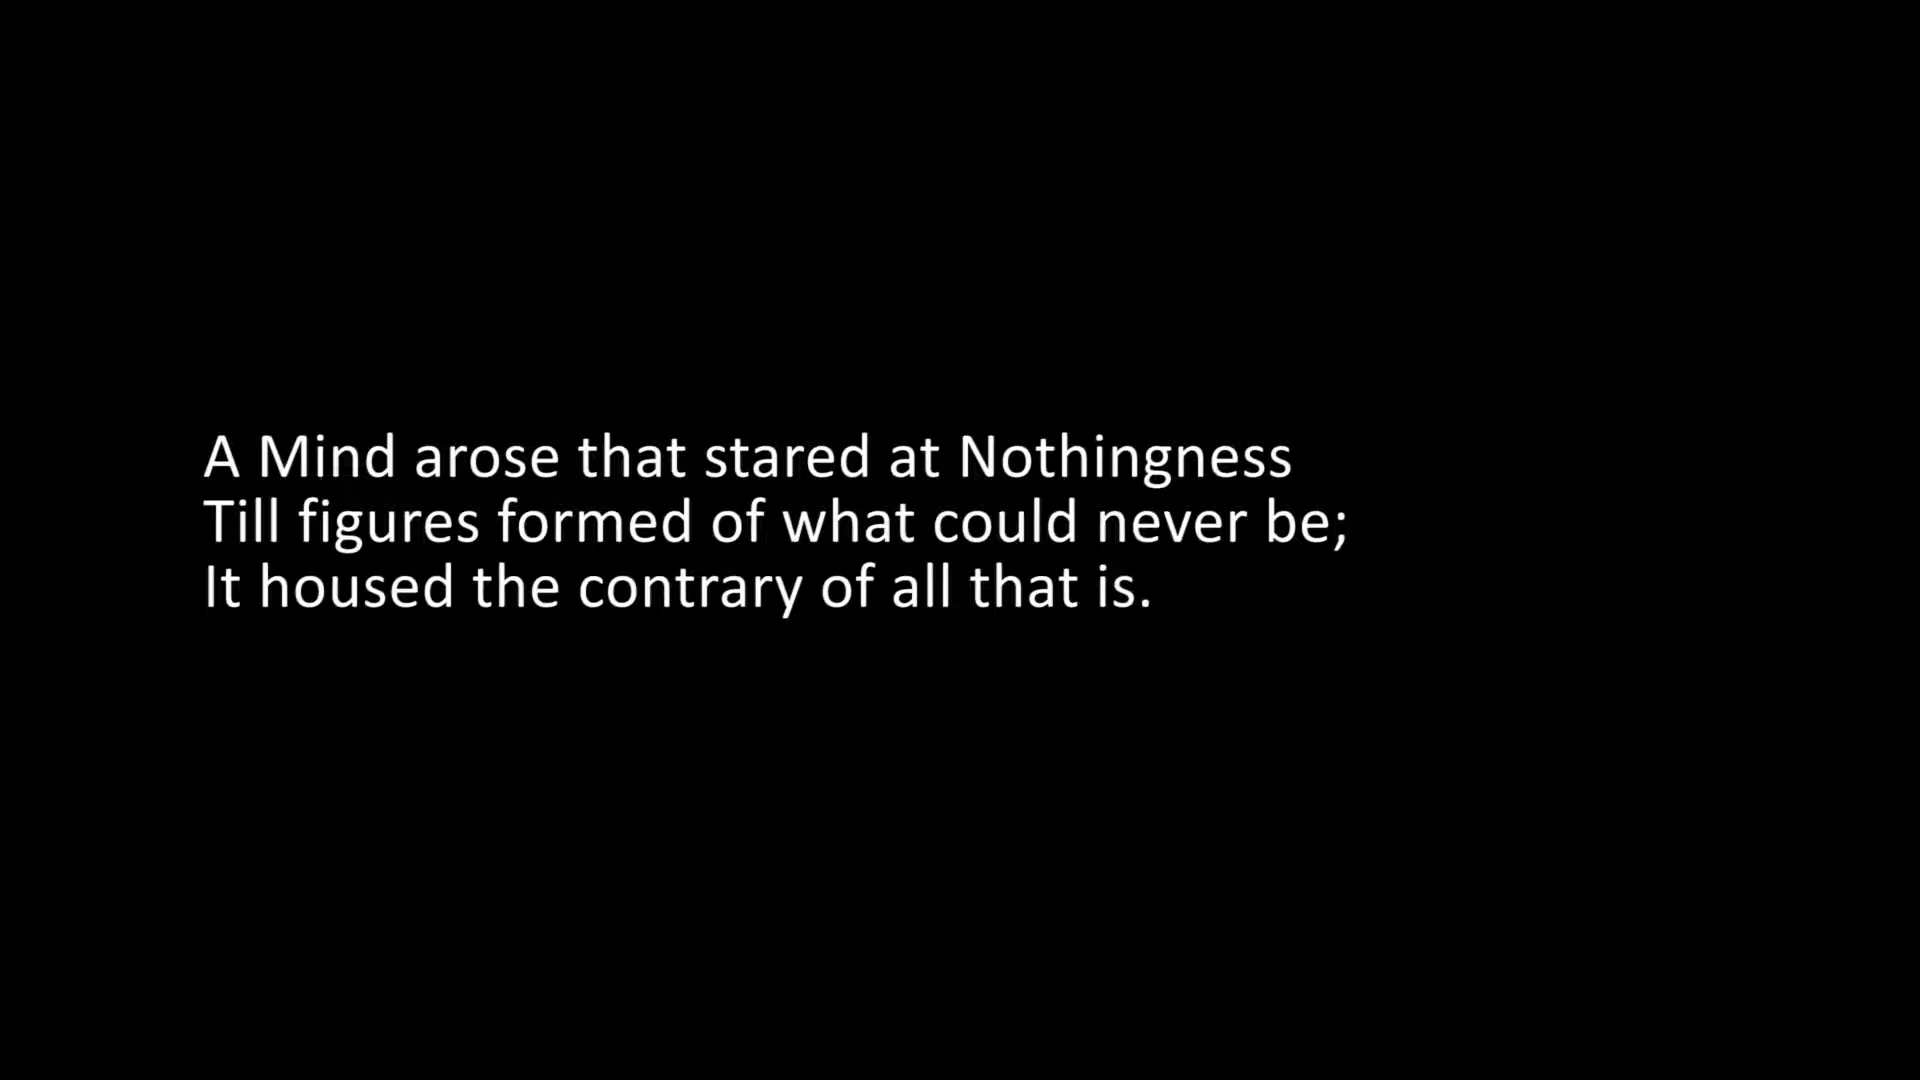 A Mind arose that stared at Nothingness
Till figures formed of what could never be;
It housed the contrary of all that is.